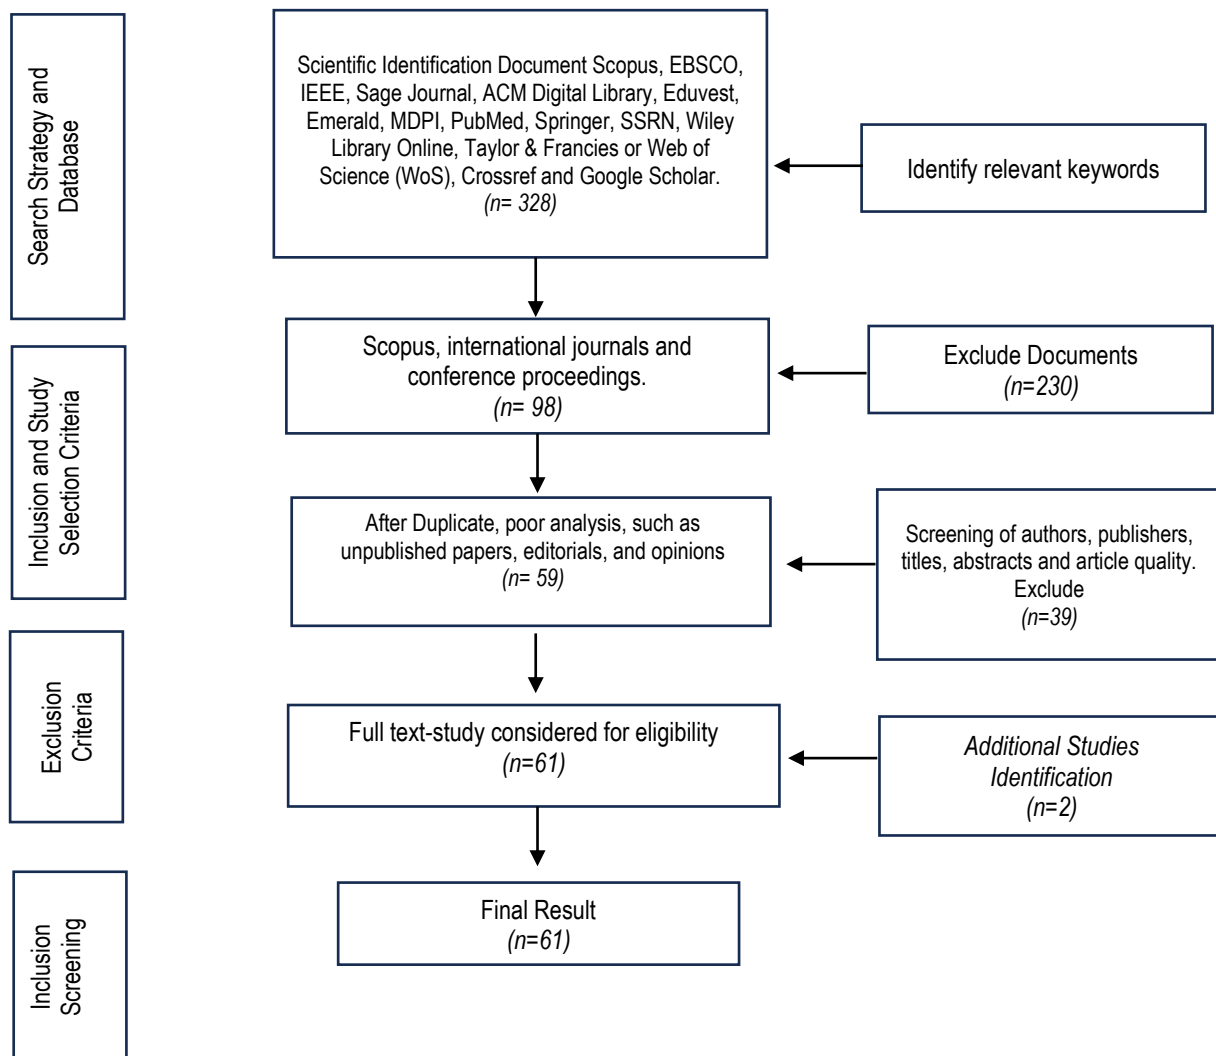 Search Strategy and
Database
Scientific Identification Document Scopus, EBSCO,
IEEE, Sage Journal, ACM Digital Library, Eduvest,
Emerald, MDPI, PubMed, Springer, SSRN, Wiley
Library Online, Taylor & Francies or Web of
Science (WoS), Crossref and Google Scholar.
(n= 328)
Identify relevant keywords
Inclusion and Study
Selection Criteria
Scopus, international journals and
conference proceedings.
(n= 98)
Exclude Documents
(n=230)
After Duplicate, poor analysis, such as
unpublished papers, editorials, and opinions
(n= 59)
Screening of authors, publishers,
titles, abstracts and article quality.
Exclude
(n=39)
Exclusion
Criteria
Full text-study considered for eligibility
(n=61)
Additional Studies
Identification
(n=2)
Inclusion
Screening
Final Result
(n=61)